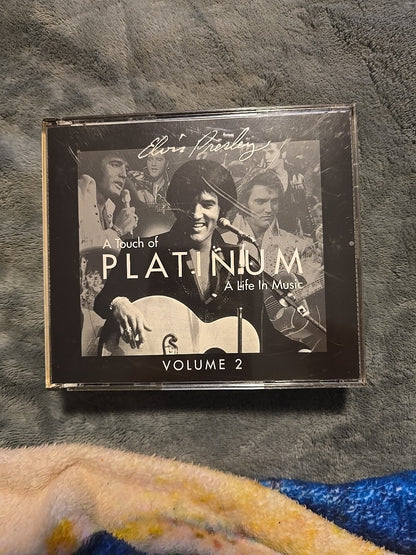 Elvis Presley
A Touch of
PLATINUM
A Life In Music
VOLUME 2